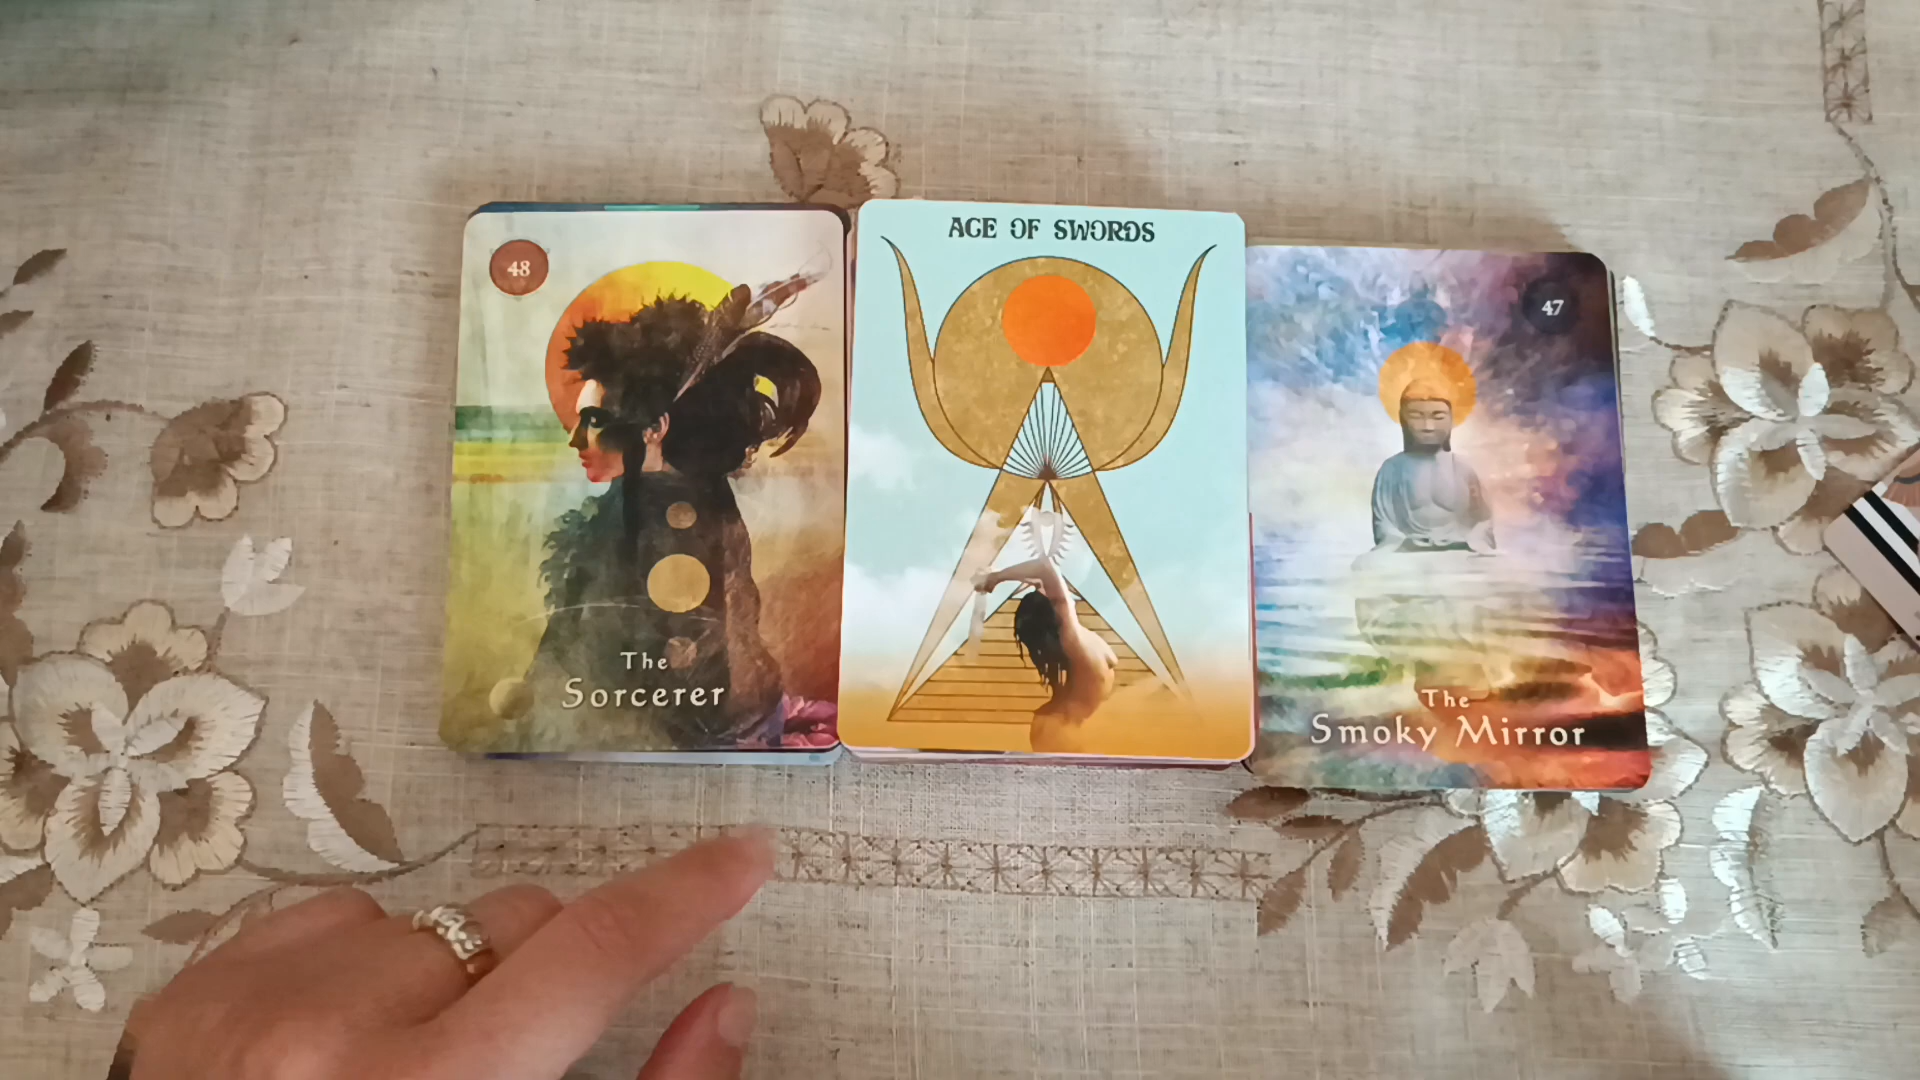 48
The
Sorcerer
ACE OF SWORDS
47
The
Smoky Mirror